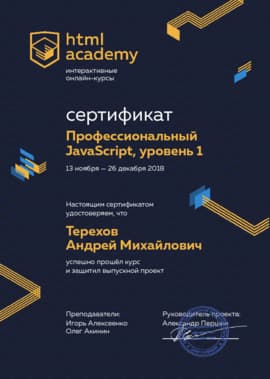 html
academy
интерактивные
онлайн-курсы
сертификат
Профессиональный
JavaScript, уровень 1
13 ноября — 26 декабря 2018
Настоящим сертификатом
удостоверяем, что
Терехов
Андрей Михайлович
успешно прошёл курс
и защитил выпускной проект
Преподаватели:
Игорь Алексеенко
Олег Акинин
Руководитель проекта:
Александр Першин